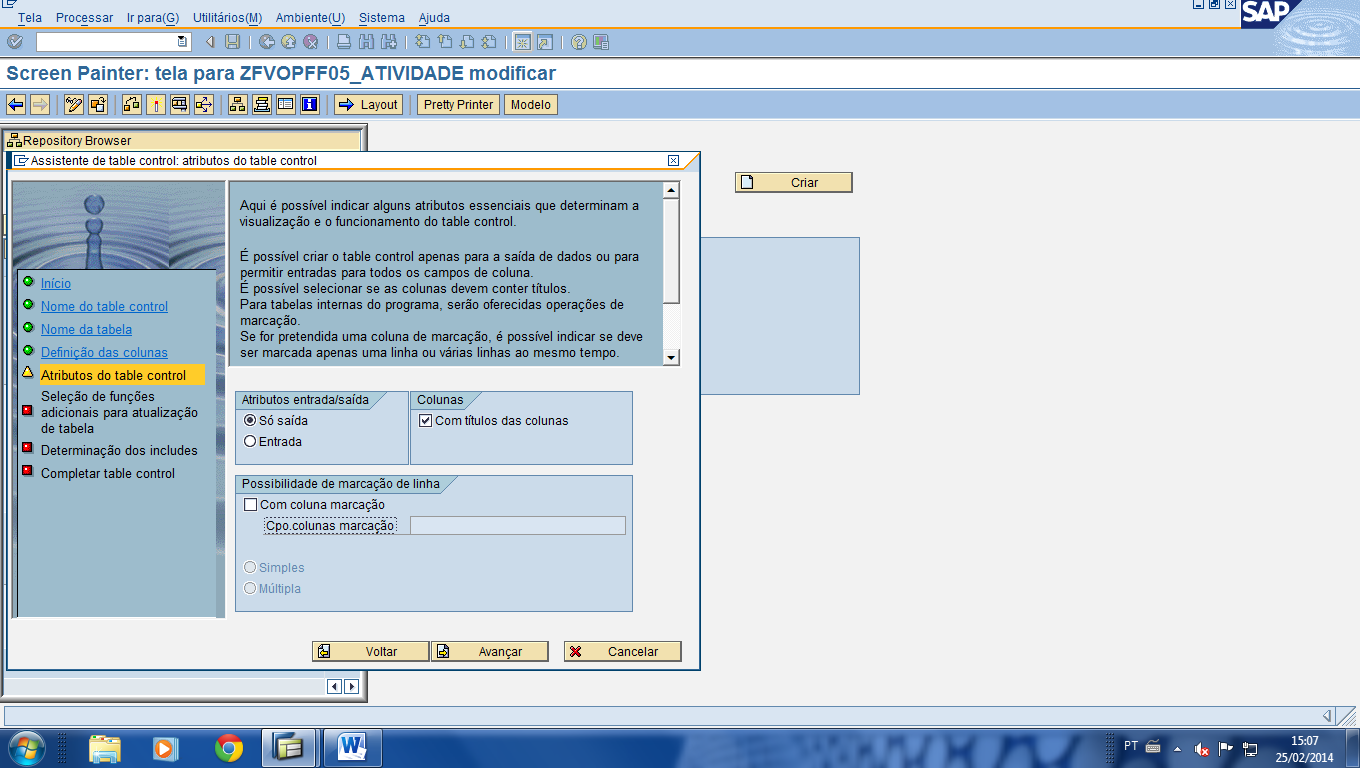 Tela Processar Ir para(G) Utilitários(M) Ambiente(U) Sistema Ajuda
SAP
Screen Painter: tela para ZFVOPFF05_ATIVIDADE modificar
Layout Pretty Printer Modelo
Repository Browser
Assistente de table control: atributos do table control
Criar
Aqui é possível indicar alguns atributos essenciais que determinam a
visualização e o funcionamento do table control.
É possível criar o table control apenas para a saída de dados ou para
permitir entradas para todos os campos de coluna.
É possível selecionar se as colunas devem conter títulos.
Para tabelas internas do programa, serão oferecidas operações de
marcação.
Se for pretendida uma coluna de marcação, é possível indicar se deve
ser marcada apenas uma linha ou várias linhas ao mesmo tempo.
Início
Nome do table control
Nome da tabela
Definição das colunas
Atributos do table control
Seleção de funções
adicionais para atualização
de tabela
Determinação dos includes
Completar table control
Atributos entrada/saída
Só saída
Entrada
Colunas
Com títulos das colunas
Possibilidade de marcação de linha
Com coluna marcação
Cpo.colunas marcação
Simples
Múltipla
Voltar Avançar Cancelar
PT
15:07
25/02/2014